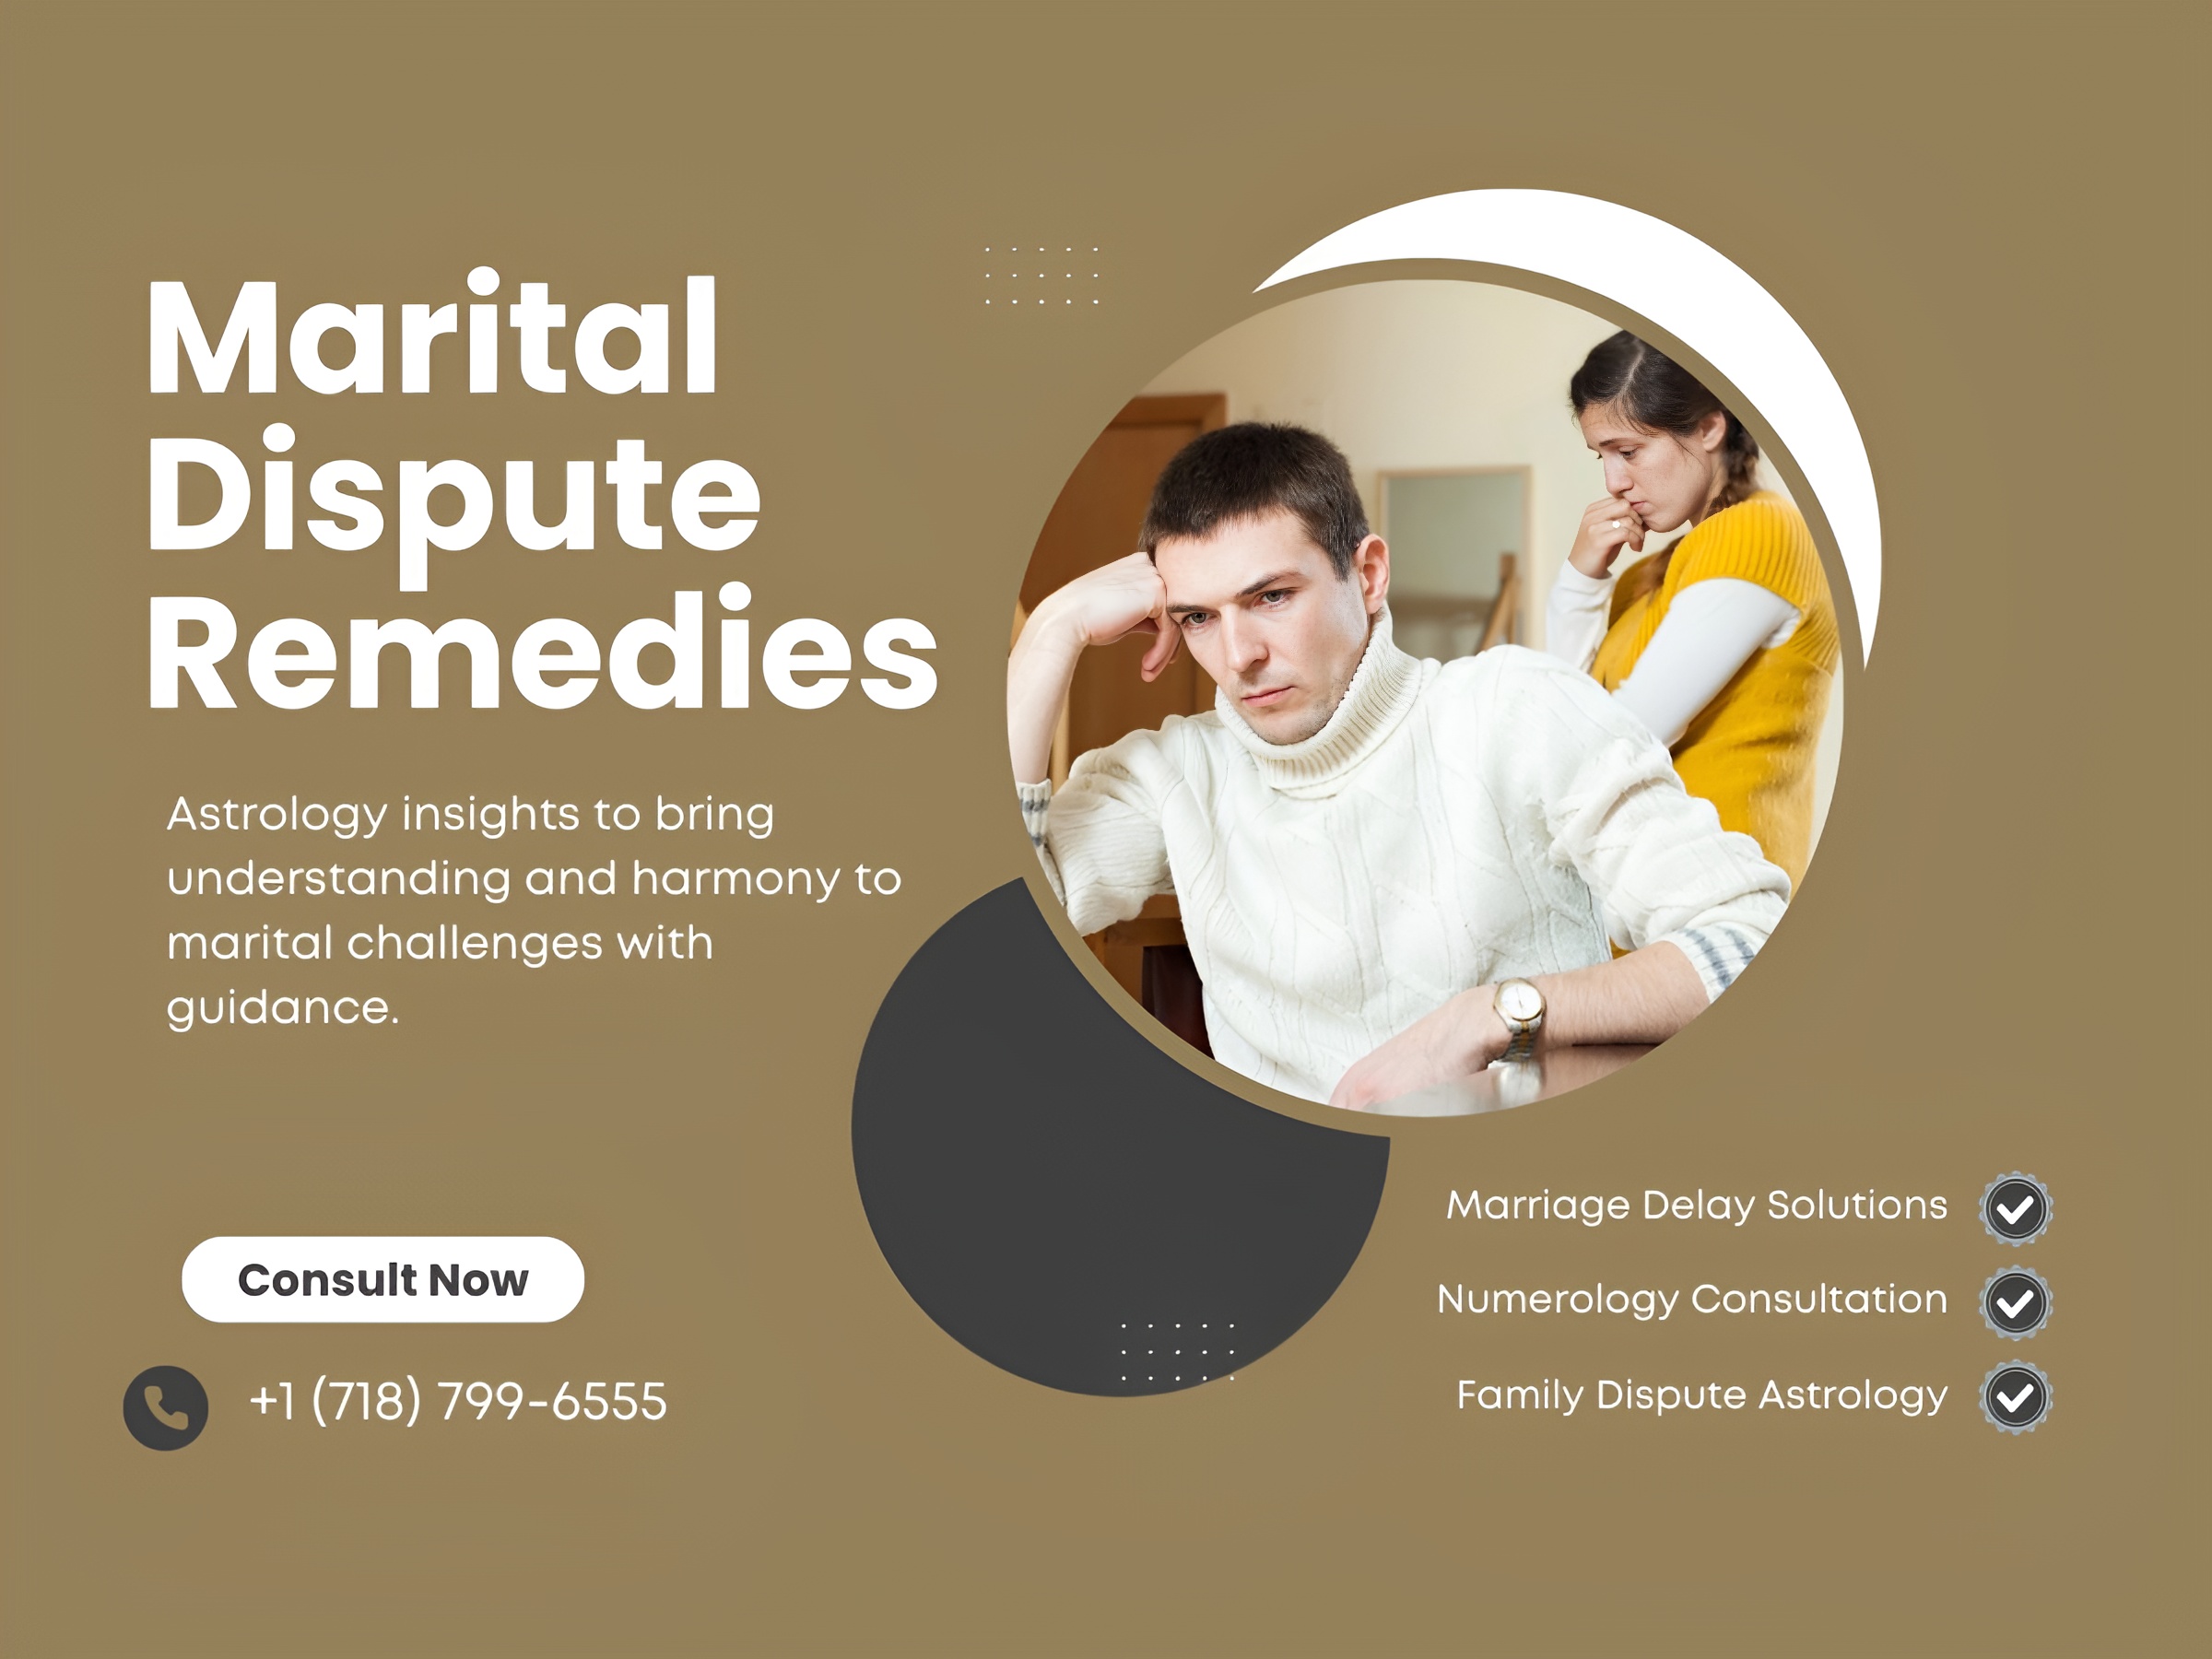 Marital
Dispute
Remedies
Astrology insights to bring
understanding and harmony to
marital challenges with
guidance.
Consult Now
+1 (718) 799-6555
Marriage Delay Solutions
Numerology Consultation
Family Dispute Astrology